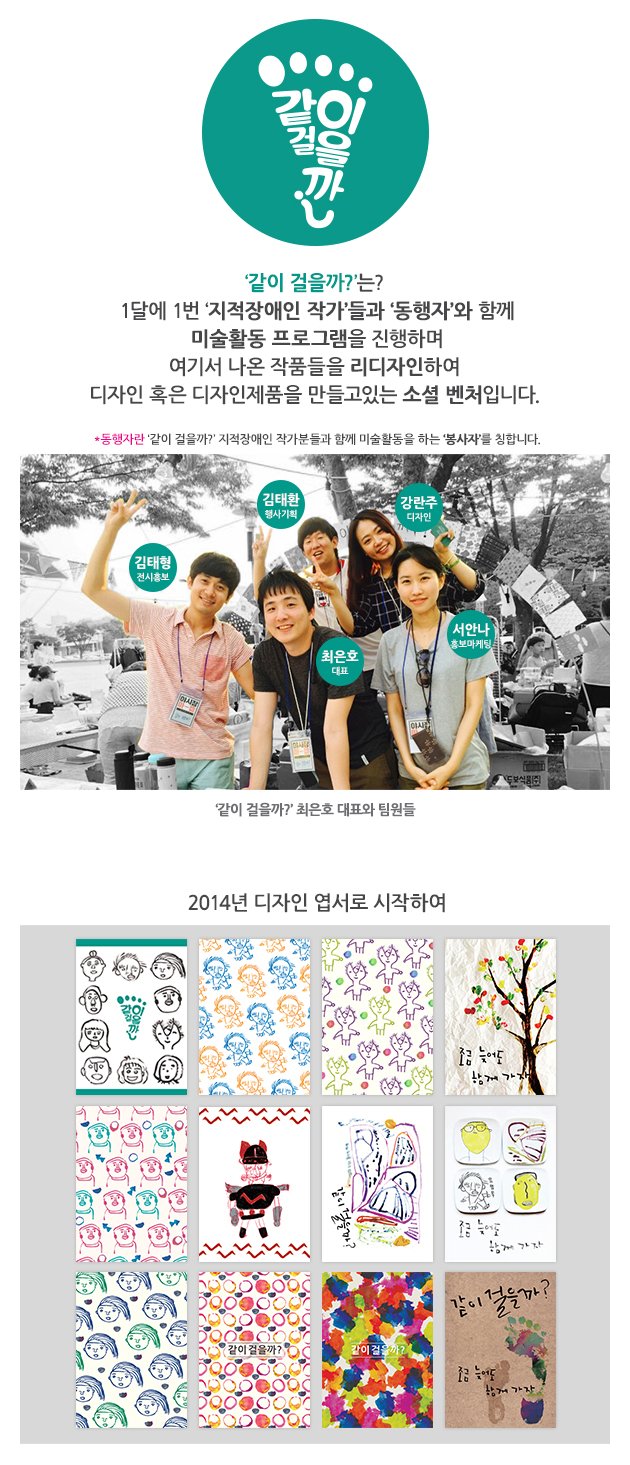 같이
걸을
까
'같이 걸을까?'는?
1달에 1번 '지적장애인 작가'들과 '동행자'와 함께
미술활동 프로그램을 진행하며
여기서 나온 작품들을 리디자인하여
디자인 혹은 디자인제품을 만들고있는 소셜 벤처입니다.
*동행자란 '같이 걸을까?' 지적장애인 작가분들과 함께 미술활동을 하는 '봉사자'를 칭합니다.
김태환
행사기획
강란주
디자인
김태형
전시홍보
서안나
홍보마케팅
최은호
대표
'같이 걸을까?' 최은호 대표와 팀원들
2014년 디자인 엽서로 시작하여
같이
걸을
까
조금 늦어도
함께 가자
같이 걸을까?
조금 늦어도
함께 가자
같이 걸을까?
같이 걸을까?
같이 걸을까?
조금 늦어도
함께 가자